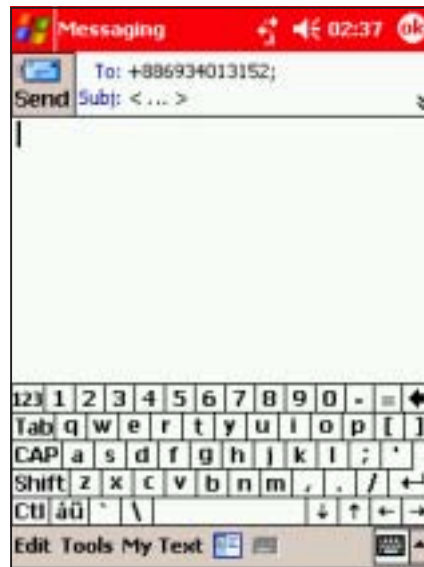 Messaging 02:37 ok
To: +886934013152;
Send Subj: < ... >
123 1 2 3 4 5 6 7 8 9 0 - =
Tab q w e r t y u i o p [ ]
CAP a s d f g h j k l ; '
Shift z x c v b n m , . /
Ctl áü ` \
Edit Tools My Text